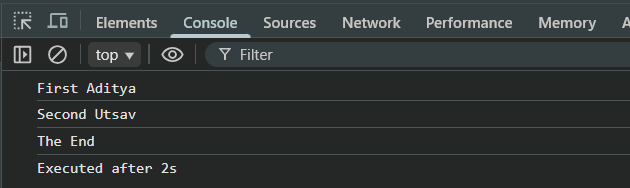 Elements Console Sources Network Performance Memory
top ▼ Filter
First Aditya
Second Utsav
The End
Executed after 2s